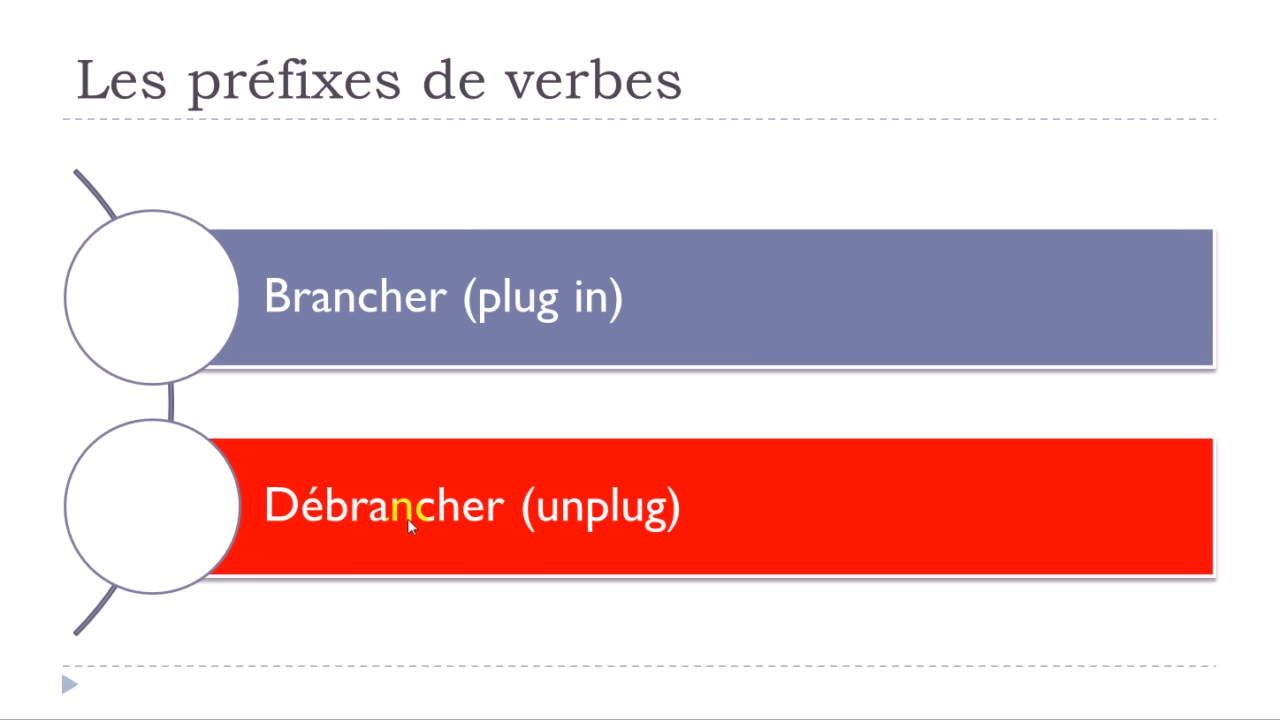 Les préfixes de verbes
Brancher (plug in)
Débrancher (unplug)